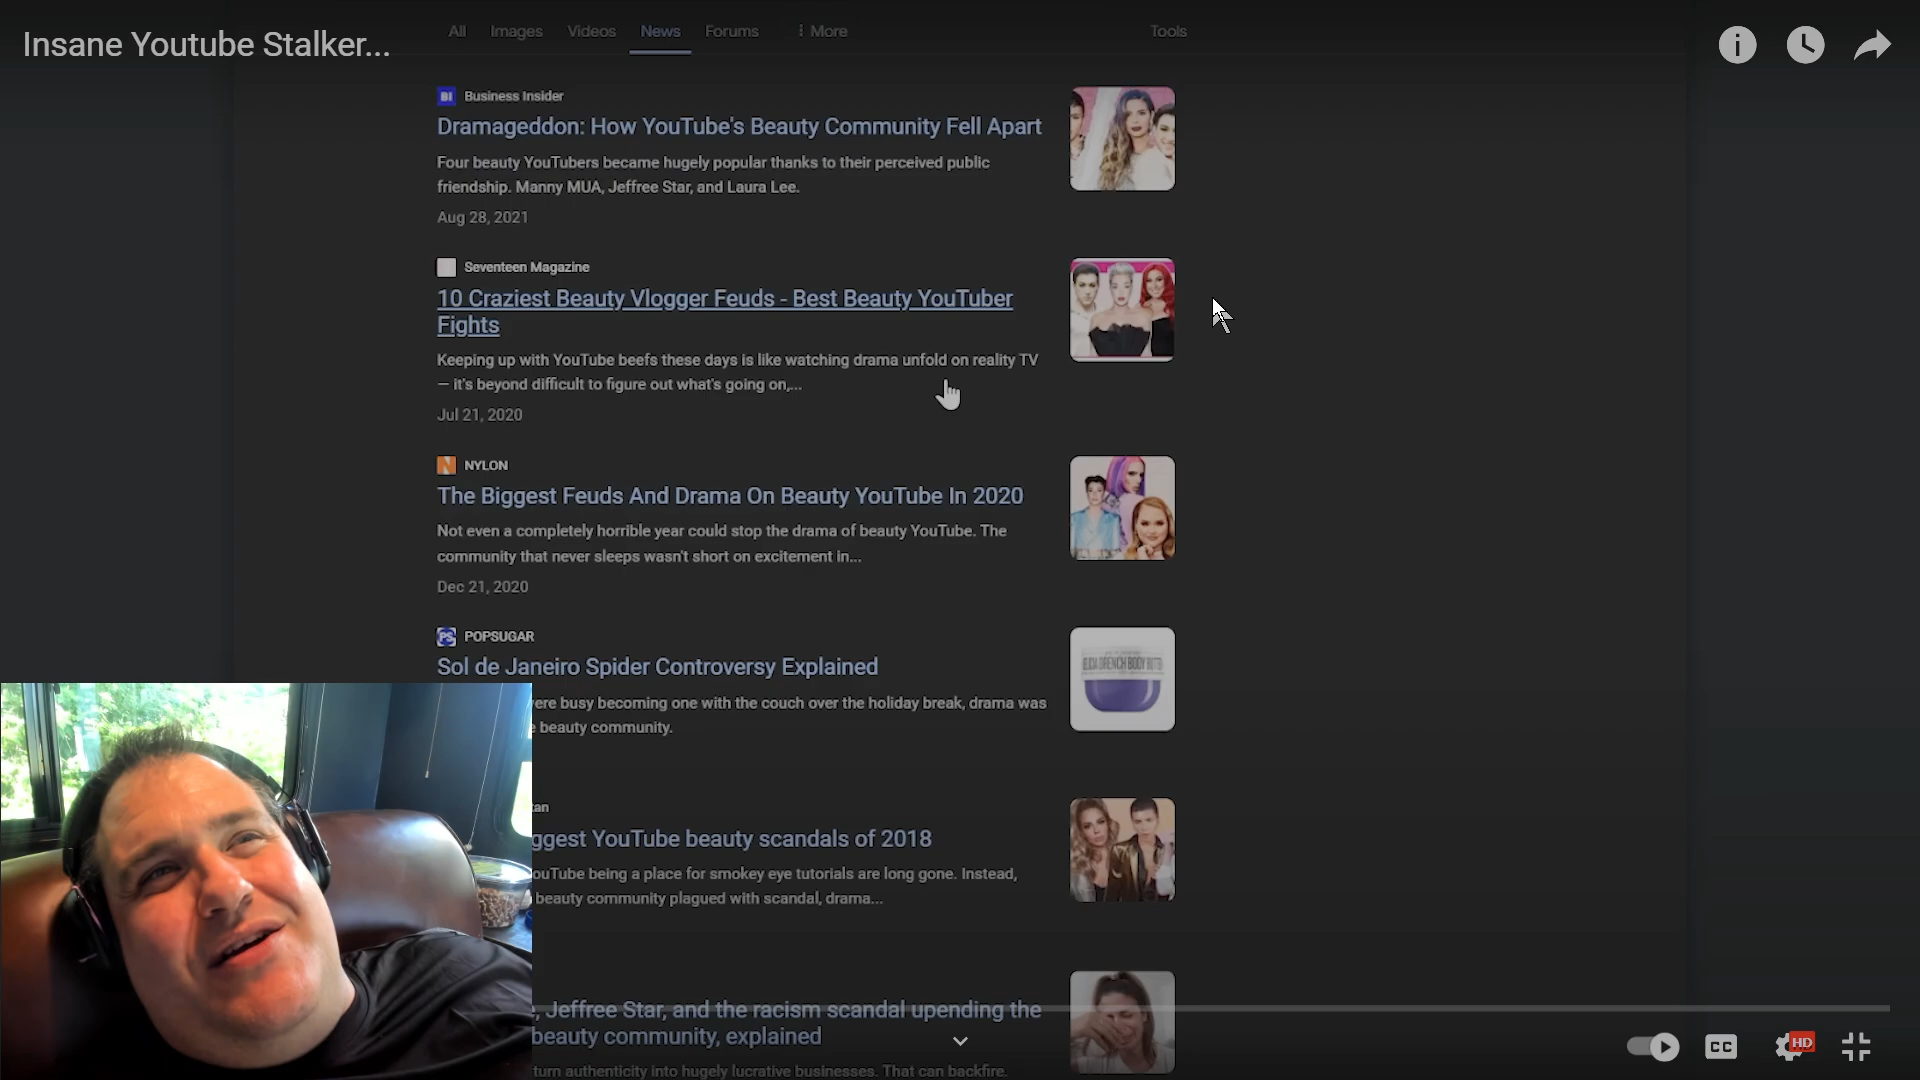 Insane Youtube Stalker...
All Images Videos News Forums More Tools
BI Business Insider
Dramageddon: How YouTube's Beauty Community Fell Apart
Four beauty YouTubers became hugely popular thanks to their perceived public
friendship. Manny MUA, Jeffree Star, and Laura Lee.
Aug 28, 2021
Seventeen Magazine
10 Craziest Beauty Vlogger Feuds - Best Beauty YouTuber
Fights
Keeping up with YouTube beefs these days is like watching drama unfold on reality TV
— it's beyond difficult to figure out what's going on,...
Jul 21, 2020
N NYLON
The Biggest Feuds And Drama On Beauty YouTube In 2020
Not even a completely horrible year could stop the drama of beauty YouTube. The
community that never sleeps wasn't short on excitement in...
Dec 21, 2020
PS POPSUGAR
Sol de Janeiro Spider Controversy Explained
ere busy becoming one with the couch over the holiday break, drama was
beauty community.
tan
ggest YouTube beauty scandals of 2018
ouTube being a place for smokey eye tutorials are long gone. Instead,
beauty community plagued with scandal, drama...
, Jeffree Star, and the racism scandal upending the
beauty community, explained
turn authenticity into hugely lucrative businesses. That can backfire.
DRENCH BODY
CC HD